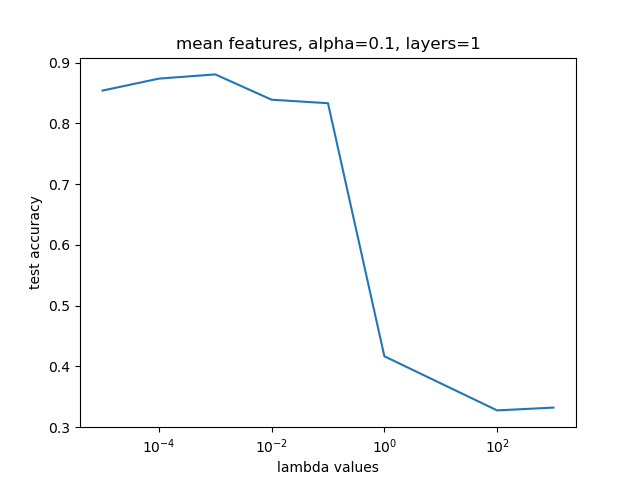 mean features, alpha=0.1, layers=1
0.9
0.8
0.7
0.6
0.5
0.4
0.3
test accuracy
10⁻⁴ 10⁻² 10⁰ 10²
lambda values